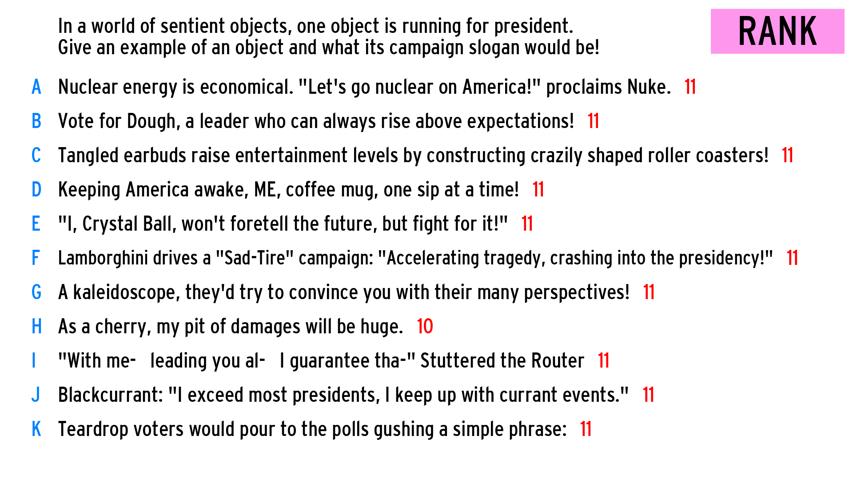 In a world of sentient objects, one object is running for president.
Give an example of an object and what its campaign slogan would be!
RANK
A Nuclear energy is economical. "Let's go nuclear on America!" proclaims Nuke. 11
B Vote for Dough, a leader who can always rise above expectations! 11
C Tangled earbuds raise entertainment levels by constructing crazily shaped roller coasters! 11
D Keeping America awake, ME, coffee mug, one sip at a time! 11
E "I, Crystal Ball, won't foretell the future, but fight for it!" 11
F Lamborghini drives a "Sad-Tire" campaign: "Accelerating tragedy, crashing into the presidency!" 11
G A kaleidoscope, they'd try to convince you with their many perspectives! 11
H As a cherry, my pit of damages will be huge. 10
I "With me- leading you al- I guarantee tha-" Stuttered the Router 11
J Blackcurrant: "I exceed most presidents, I keep up with currant events." 11
K Teardrop voters would pour to the polls gushing a simple phrase: 11